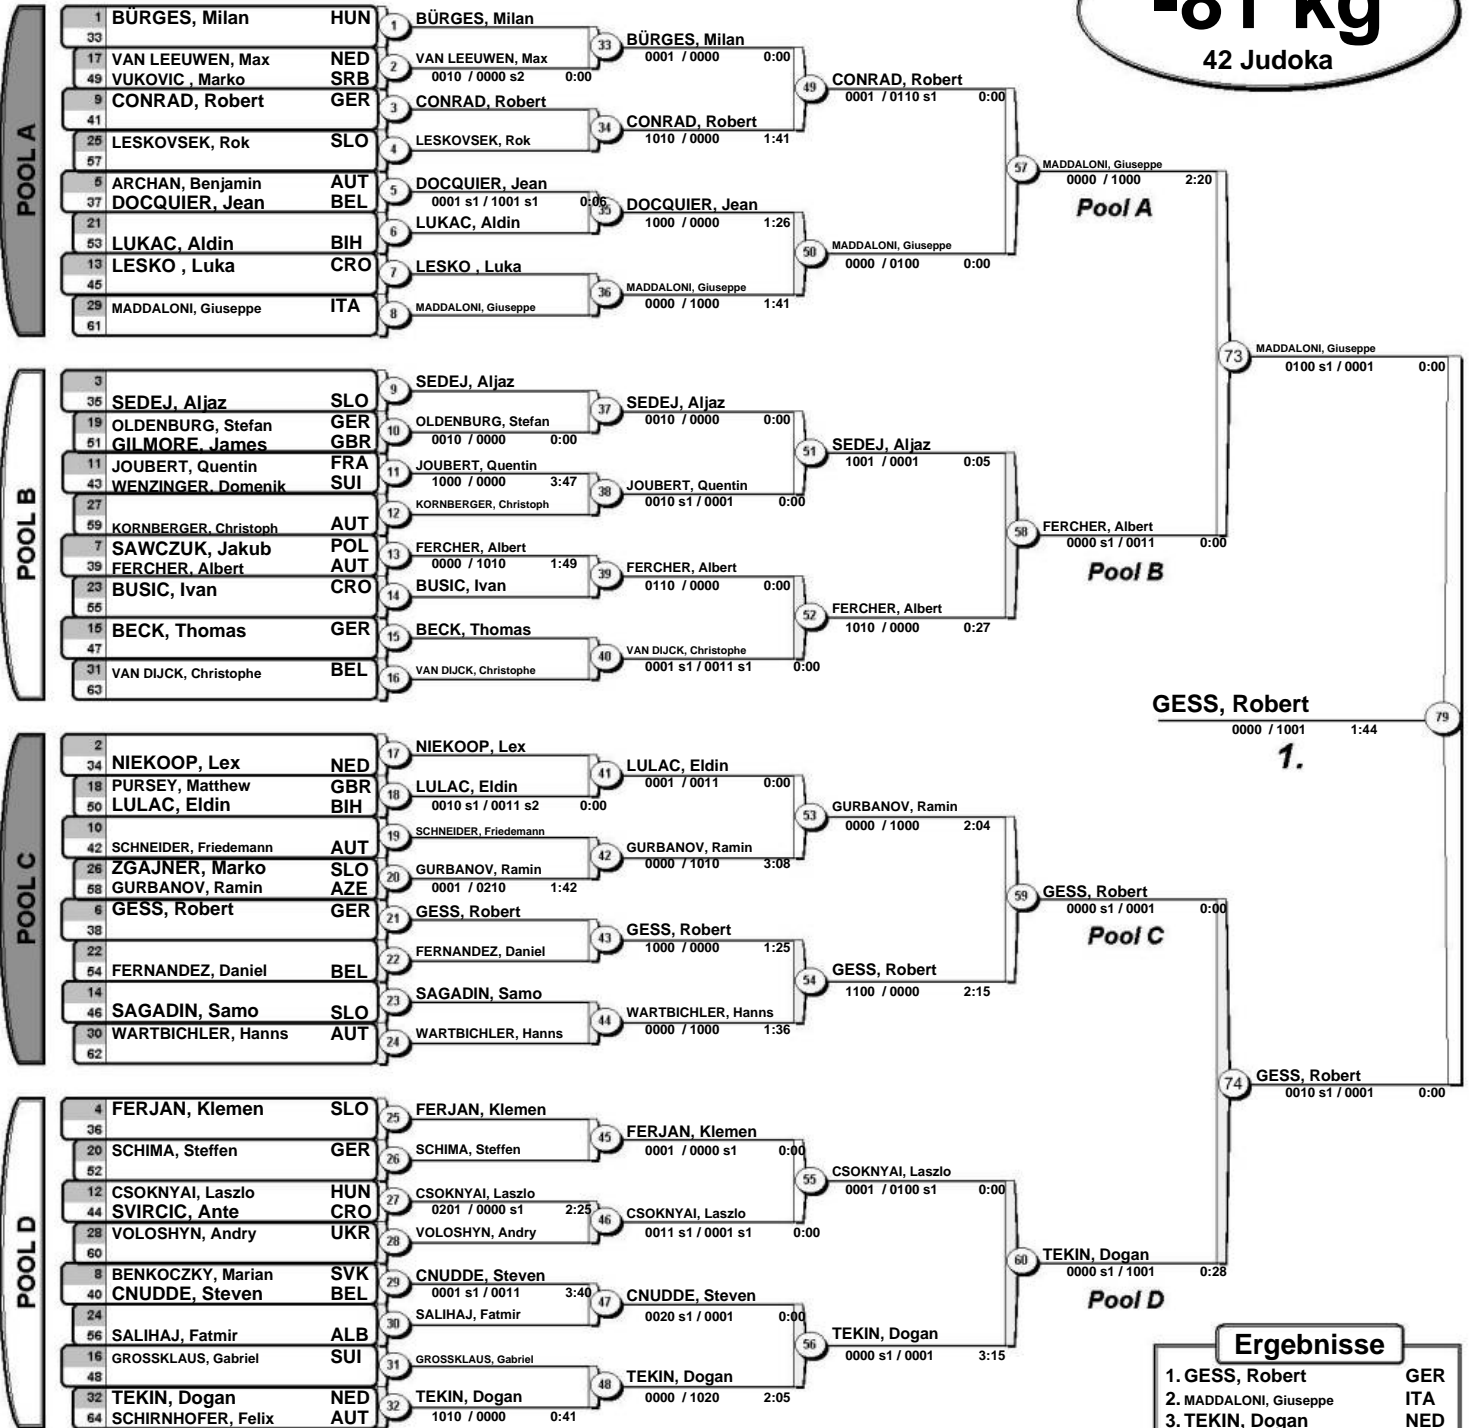 -81 kg
42 Judoka
POOL A
1 BÜRGES, Milan HUN
33
17 VAN LEEUWEN, Max NED
49 VUKOVIC , Marko SRB
9 CONRAD, Robert GER
41
25 LESKOVSEK, Rok SLO
57
5 ARCHAN, Benjamin AUT
37 DOCQUIER, Jean BEL
21
53 LUKAC, Aldin BIH
13 LESKO , Luka CRO
45
29 MADDALONI, Giuseppe ITA
61
1 BÜRGES, Milan
2 VAN LEEUWEN, Max
0010 / 0000 s2 0:00
3 CONRAD, Robert
4 LESKOVSEK, Rok
5 DOCQUIER, Jean
0001 s1 / 1001 s1 0:06
6 LUKAC, Aldin
7 LESKO , Luka
8 MADDALONI, Giuseppe
33 BÜRGES, Milan
0001 / 0000 0:00
34 CONRAD, Robert
1010 / 0000 1:41
35 DOCQUIER, Jean
1000 / 0000 1:26
36 MADDALONI, Giuseppe
0000 / 1000 1:41
49 CONRAD, Robert
0001 / 0110 s1 0:00
50 MADDALONI, Giuseppe
0000 / 0100 0:00
57 MADDALONI, Giuseppe
0000 / 1000 2:20
Pool A
POOL B
3
35 SEDEJ, Aljaz SLO
19 OLDENBURG, Stefan GER
51 GILMORE, James GBR
11 JOUBERT, Quentin FRA
43 WENZINGER, Domenik SUI
27
59 KORNBERGER, Christoph AUT
7 SAWCZUK, Jakub POL
39 FERCHER, Albert AUT
23 BUSIC, Ivan CRO
55
15 BECK, Thomas GER
47
31 VAN DIJCK, Christophe BEL
63
9 SEDEJ, Aljaz
10 OLDENBURG, Stefan
0010 / 0000 0:00
11 JOUBERT, Quentin
1000 / 0000 3:47
12 KORNBERGER, Christoph
13 FERCHER, Albert
0000 / 1010 1:49
14 BUSIC, Ivan
15 BECK, Thomas
16 VAN DIJCK, Christophe
37 SEDEJ, Aljaz
0010 / 0000 0:00
38 JOUBERT, Quentin
0010 s1 / 0001 0:00
39 FERCHER, Albert
0110 / 0000 0:00
40 VAN DIJCK, Christophe
0001 s1 / 0011 s1 0:00
51 SEDEJ, Aljaz
1001 / 0001 0:05
52 FERCHER, Albert
1010 / 0000 0:27
58 FERCHER, Albert
0000 s1 / 0011 0:00
Pool B
73 MADDALONI, Giuseppe
0100 s1 / 0001 0:00
GESS, Robert 79
0000 / 1001 1:44
1.
POOL C
2
34 NIEKOOP, Lex NED
18 PURSEY, Matthew GBR
50 LULAC, Eldin BIH
10
42 SCHNEIDER, Friedemann AUT
26 ZGAJNER, Marko SLO
58 GURBANOV, Ramin AZE
6 GESS, Robert GER
38
22
54 FERNANDEZ, Daniel BEL
14
46 SAGADIN, Samo SLO
30 WARTBICHLER, Hanns AUT
62
17 NIEKOOP, Lex
18 LULAC, Eldin
0010 s1 / 0011 s2 0:00
19 SCHNEIDER, Friedemann
20 GURBANOV, Ramin
0001 / 0210 1:42
21 GESS, Robert
22 FERNANDEZ, Daniel
23 SAGADIN, Samo
24 WARTBICHLER, Hanns
41 LULAC, Eldin
0001 / 0011 0:00
42 GURBANOV, Ramin
0000 / 1010 3:08
43 GESS, Robert
1000 / 0000 1:25
44 WARTBICHLER, Hanns
0000 / 1000 1:36
53 GURBANOV, Ramin
0000 / 1000 2:04
54 GESS, Robert
1100 / 0000 2:15
59 GESS, Robert
0000 s1 / 0001 0:00
Pool C
74 GESS, Robert
0010 s1 / 0001 0:00
POOL D
4 FERJAN, Klemen SLO
36
20 SCHIMA, Steffen GER
52
12 CSOKNYAI, Laszlo HUN
44 SVIRCIC, Ante CRO
28 VOLOSHYN, Andry UKR
60
8 BENKOCZKY, Marian SVK
40 CNUDDE, Steven BEL
24
56 SALIHAJ, Fatmir ALB
16 GROSSKLAUS, Gabriel SUI
48
32 TEKIN, Dogan NED
64 SCHIRNHOFER, Felix AUT
25 FERJAN, Klemen
26 SCHIMA, Steffen
27 CSOKNYAI, Laszlo
0201 / 0000 s1 2:25
28 VOLOSHYN, Andry
29 CNUDDE, Steven
0001 s1 / 0011 3:40
30 SALIHAJ, Fatmir
31 GROSSKLAUS, Gabriel
32 TEKIN, Dogan
1010 / 0000 0:41
45 FERJAN, Klemen
0001 / 0000 s1 0:00
46 CSOKNYAI, Laszlo
0011 s1 / 0001 s1 0:00
47 CNUDDE, Steven
0020 s1 / 0001 0:00
48 TEKIN, Dogan
0000 / 1020 2:05
55 CSOKNYAI, Laszlo
0001 / 0100 s1 0:00
56 TEKIN, Dogan
0000 s1 / 0001 3:15
60 TEKIN, Dogan
0000 s1 / 1001 0:28
Pool D
Ergebnisse
1. GESS, Robert GER
2. MADDALONI, Giuseppe ITA
3. TEKIN, Dogan NED